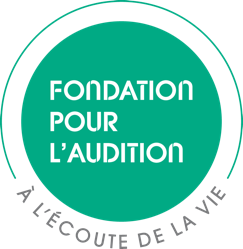 FONDATION
POUR
L'AUDITION
À L'ÉCOUTE DE LA VIE